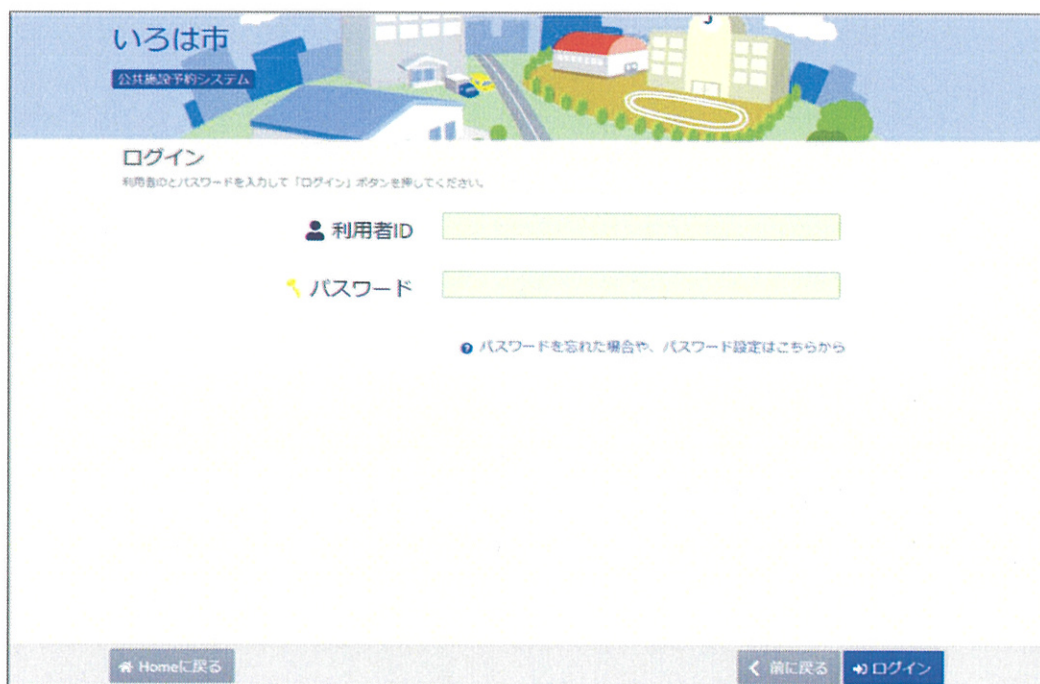 いろは市
公共施設予約システム
ログイン
利用者IDとパスワードを入力して「ログイン」ボタンを押してください。
利用者ID
パスワード
パスワードを忘れた場合や、パスワード設定はこちらから
Homeに戻る
前に戻る
ログイン